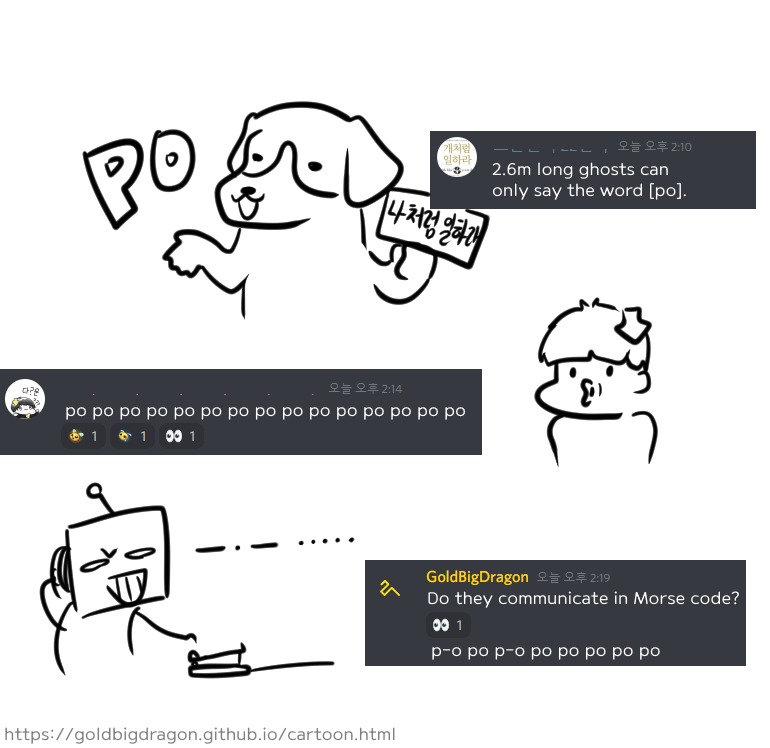 PO
나처럼 일하라
개처럼
일하라
오늘 오후 2:10
2.6m long ghosts can
only say the word [po].
오늘 오후 2:14
po po po po po po po po po po po po po po po
1 1 1
GoldBigDragon 오늘 오후 2:19
Do they communicate in Morse code?
1
p-o po p-o po po po po po
https://goldbigdragon.github.io/cartoon.html